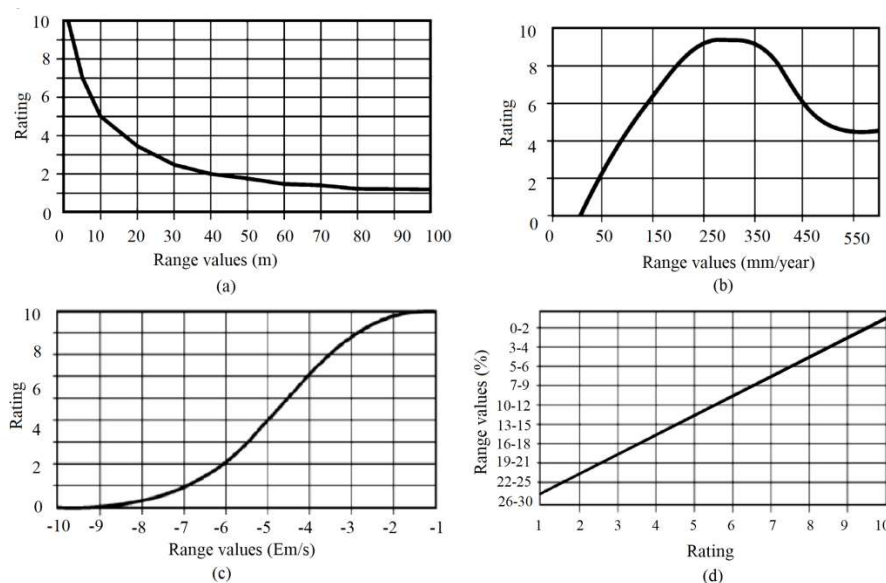 10
8
6
4
2
0
Rating
0 10 20 30 40 50 60 70 80 90 100
Range values (m)
(a)
10
8
6
4
2
0
Rating
0 50 150 250 350 450 550
Range values (mm/year)
(b)
10
8
6
4
2
0
Rating
-10 -9 -8 -7 -6 -5 -4 -3 -2 -1
Range values (Em/s)
(c)
0-2
3-4
5-6
7-9
10-12
13-15
16-18
19-21
22-25
26-30
Range values (%)
1 2 3 4 5 6 7 8 9 10
Rating
(d)